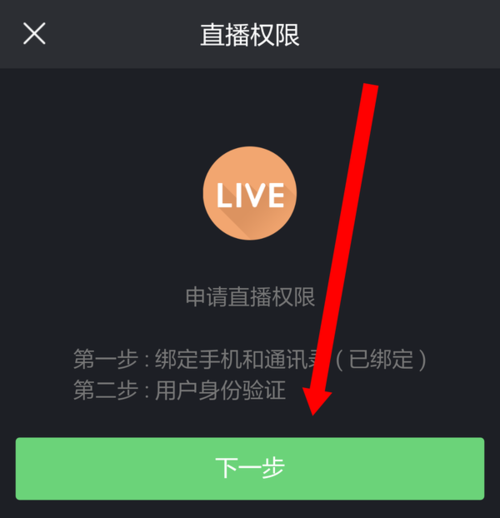 直播权限
LIVE
申请直播权限
第一步:绑定手机和通讯录(已绑定)
第二步:用户身份验证
下一步